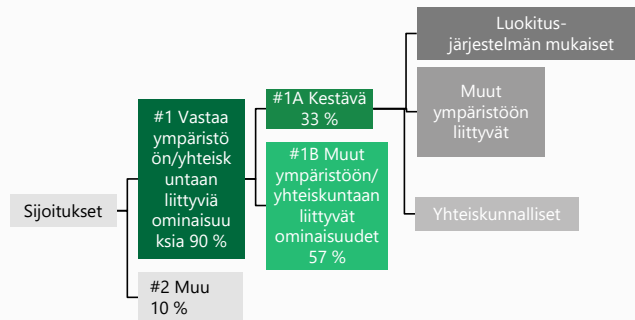 Sijoitukset
#1 Vastaa
ympäristö
ön/yhteisk
untaan
liittyviä
ominaisuu
ksia 90 %
#2 Muu
10 %
#1A Kestävä
33 %
#1B Muut
ympäristöön/
yhteiskuntaan
liittyvät
ominaisuudet
57 %
Luokitus-
järjestelmän mukaiset
Muut
ympäristöön
liittyvät
Yhteiskunnalliset